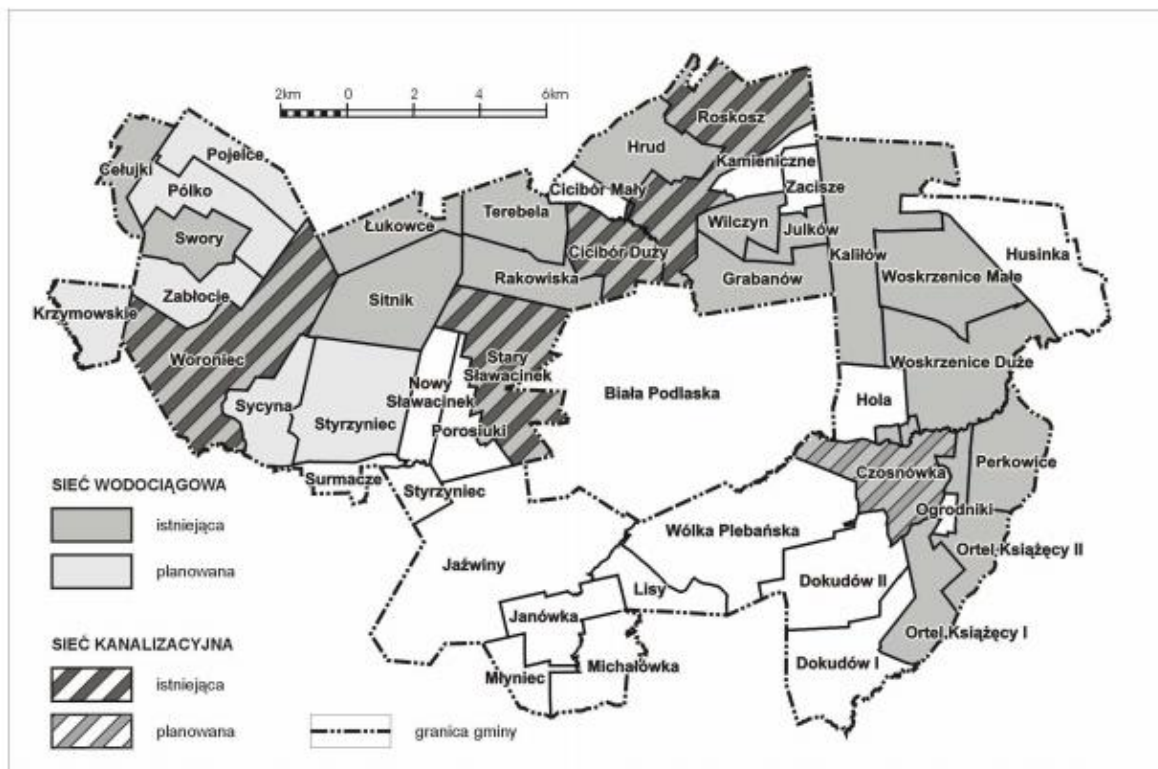 2km 0 2 4 6km
Roskosz
Hrud
Pojelce
Kamieniczne
Cełujki
Cicibór Mały
Zacisze
Pólko
Terebela
Łukowce
Wilczyn
Julków
Swory
Cicibór Duży
Kaliłów
Husinka
Woskrzenice Małe
Rakowiska
Grabanów
Zabłocie
Sitnik
Krzymowskie
Woroniec
Stary
Sławacinek
Woskrzenice Duże
Nowy
Sławacinek
Biała Podlaska
Hola
Sycyna
Styrzyniec
Porosiuki
Perkowice
Czosnówka
Surmacze
Styrzyniec
Ogrodniki
Wólka Plebańska
Ortel Książęcy II
Jaźwiny
Dokudów II
Lisy
Janówka
Ortel Książęcy I
Dokudów I
Michałówka
Młyniec
SIEĆ WODOCIĄGOWA
istniejąca
planowana
SIEĆ KANALIZACYJNA
istniejąca
planowana
granica gminy